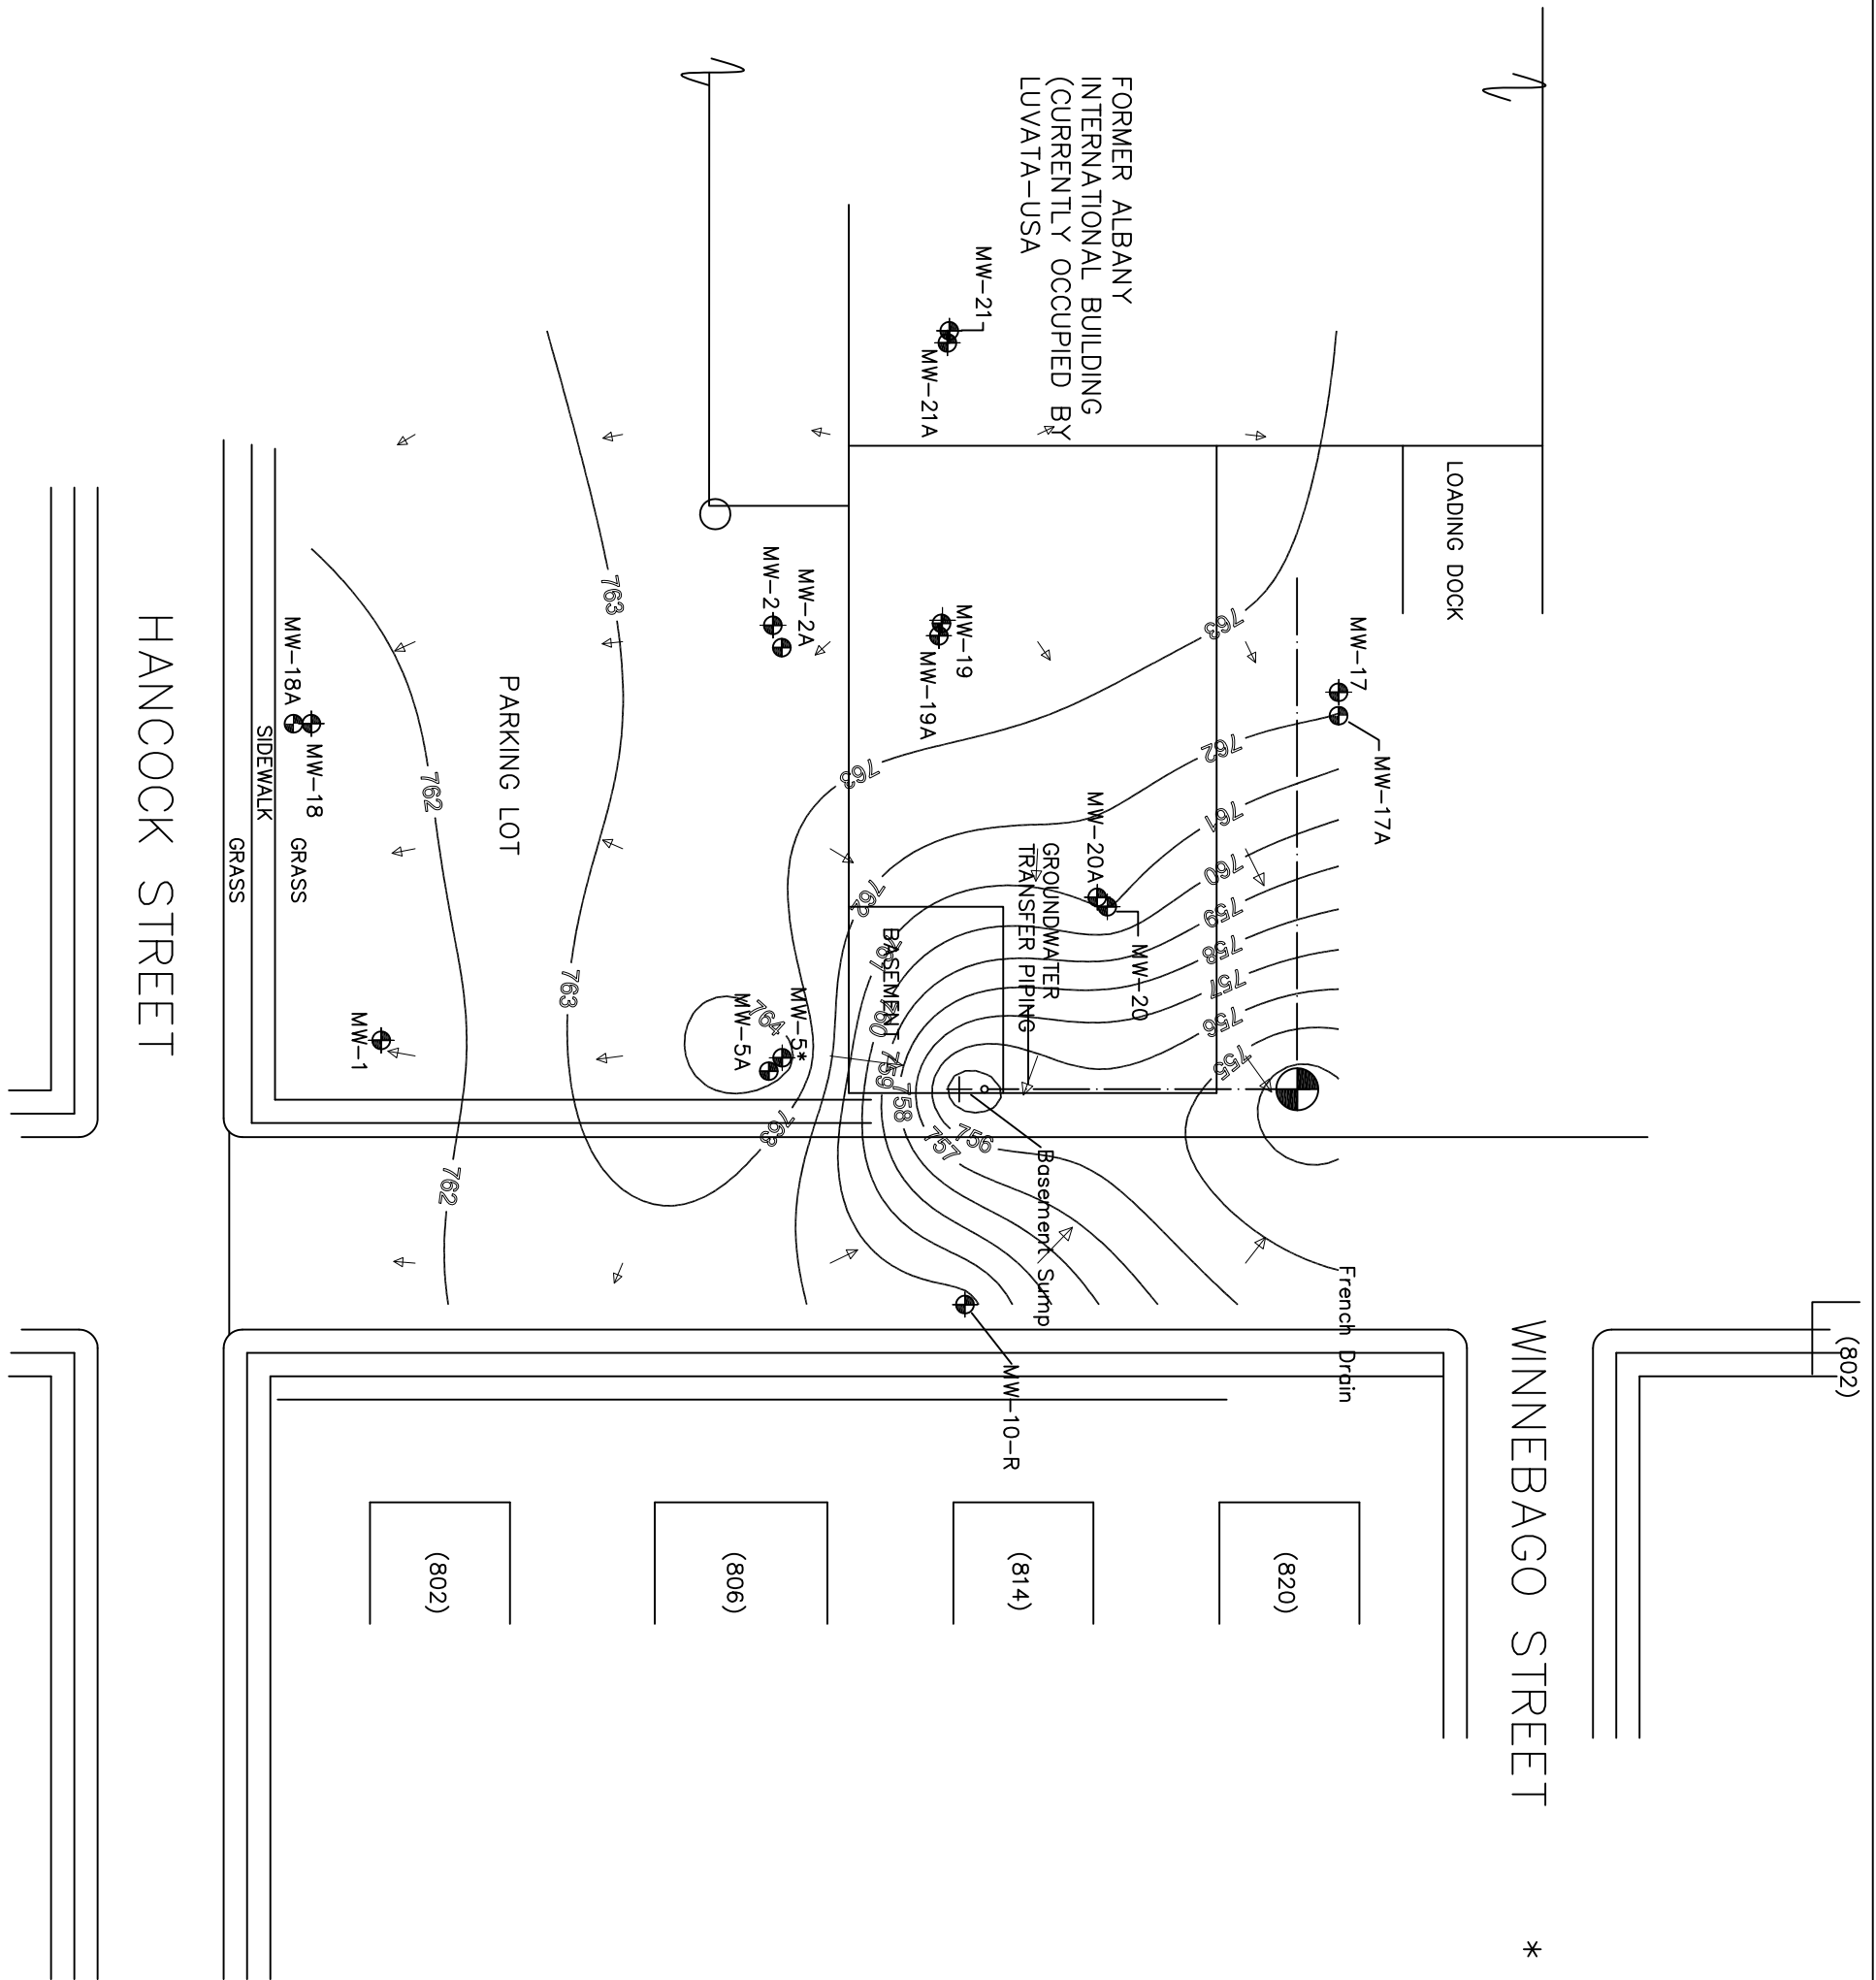 FORMER ALBANY
INTERNATIONAL BUILDING
(CURRENTLY OCCUPIED BY
LUVATA-USA
LOADING DOCK
MW-21
MW-21A
MW-17
MW-17A
MW-19
MW-19A
MW-2A
MW-2
MW-20A
MW-20
GROUNDWATER
TRANSFER PIPING
BASEMENT
MW-5*
MW-5A
MW-18A
MW-18
MW-1
PARKING LOT
SIDEWALK
GRASS
GRASS
HANCOCK STREET
Basement Sump
French Drain
MW-10-R
WINNEBAGO STREET
*
(802)
(820)
(814)
(806)
(802)
763
762
761
760
759
758
757
756
755
763
762
761
760
759
758
757
756
764
763
763
763
762
762